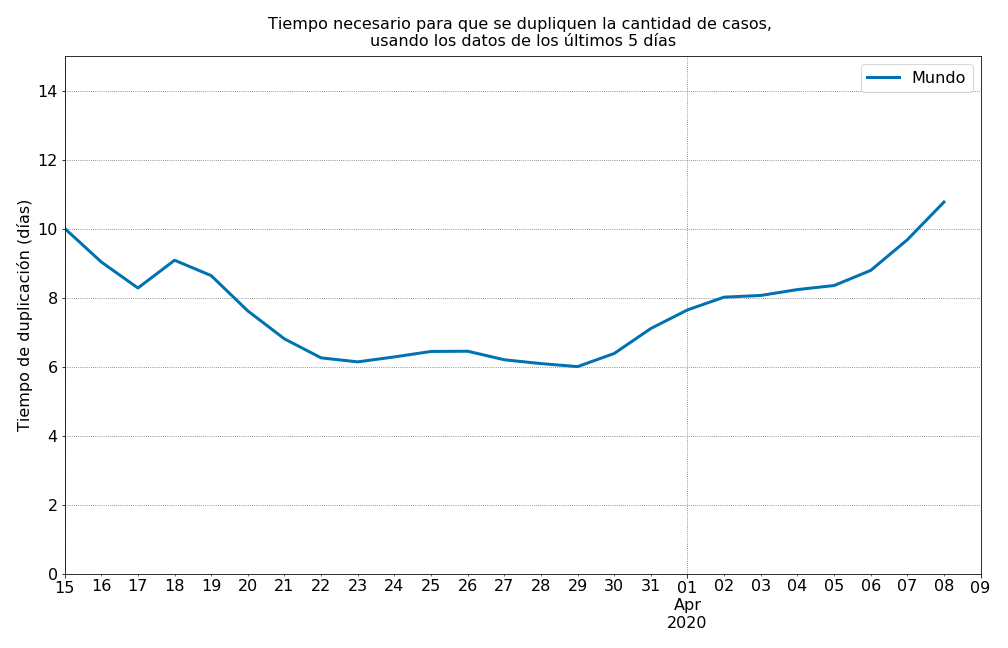 Tiempo necesario para que se dupliquen la cantidad de casos,
usando los datos de los últimos 5 días
Mundo
Tiempo de duplicación (días)
14
12
10
8
6
4
2
0
15 16 17 18 19 20 21 22 23 24 25 26 27 28 29 30 31 01 02 03 04 05 06 07 08 09
Apr
2020